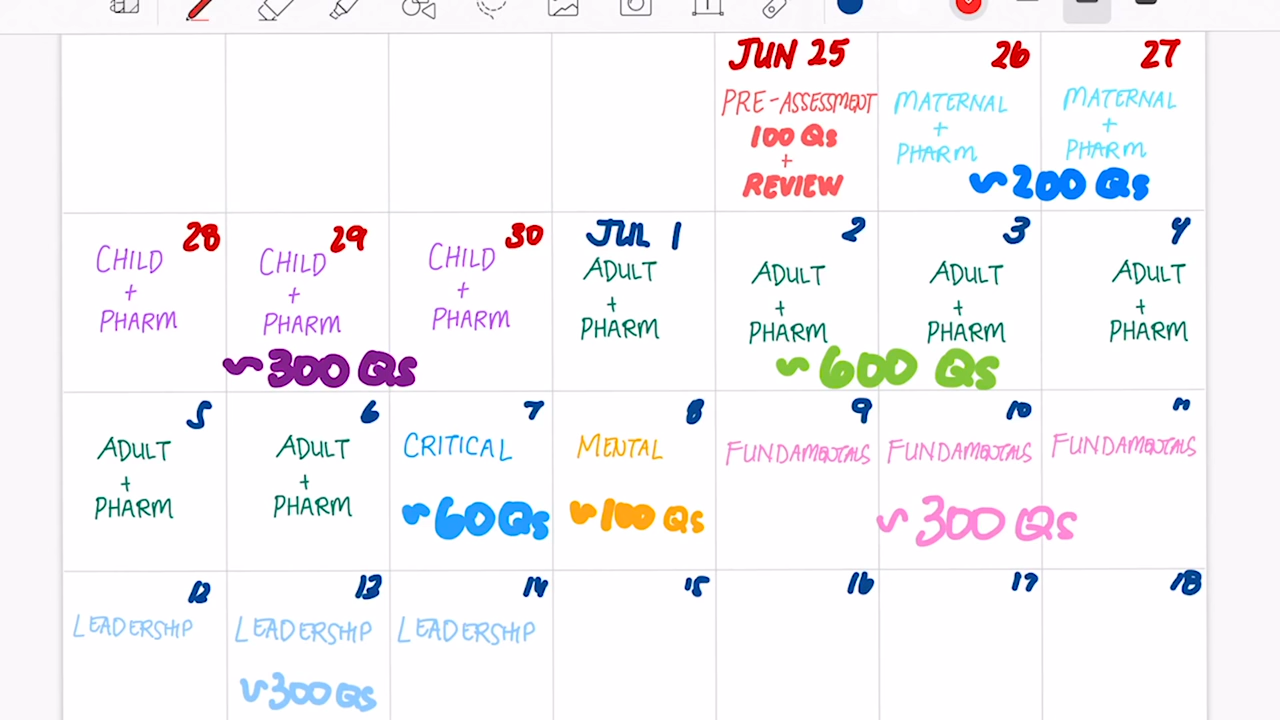 JUN 25
PRE-ASSESSMENT
100 Qs
+
REVIEW
26
MATERNAL
+
PHARM
27
MATERNAL
+
PHARM
~200 Qs
28
CHILD
+
PHARM
29
CHILD
+
PHARM
30
CHILD
+
PHARM
~300 Qs
JUL 1
ADULT
+
PHARM
2
ADULT
+
PHARM
3
ADULT
+
PHARM
4
ADULT
+
PHARM
~600 Qs
5
ADULT
+
PHARM
6
ADULT
+
PHARM
7
CRITICAL
~60Qs
8
MENTAL
~100 Qs
9
FUNDAMENTALS
10
FUNDAMENTALS
11
FUNDAMENTALS
~300 Qs
12
LEADERSHIP
13
LEADERSHIP
14
LEADERSHIP
~300 Qs
15
16
17
18